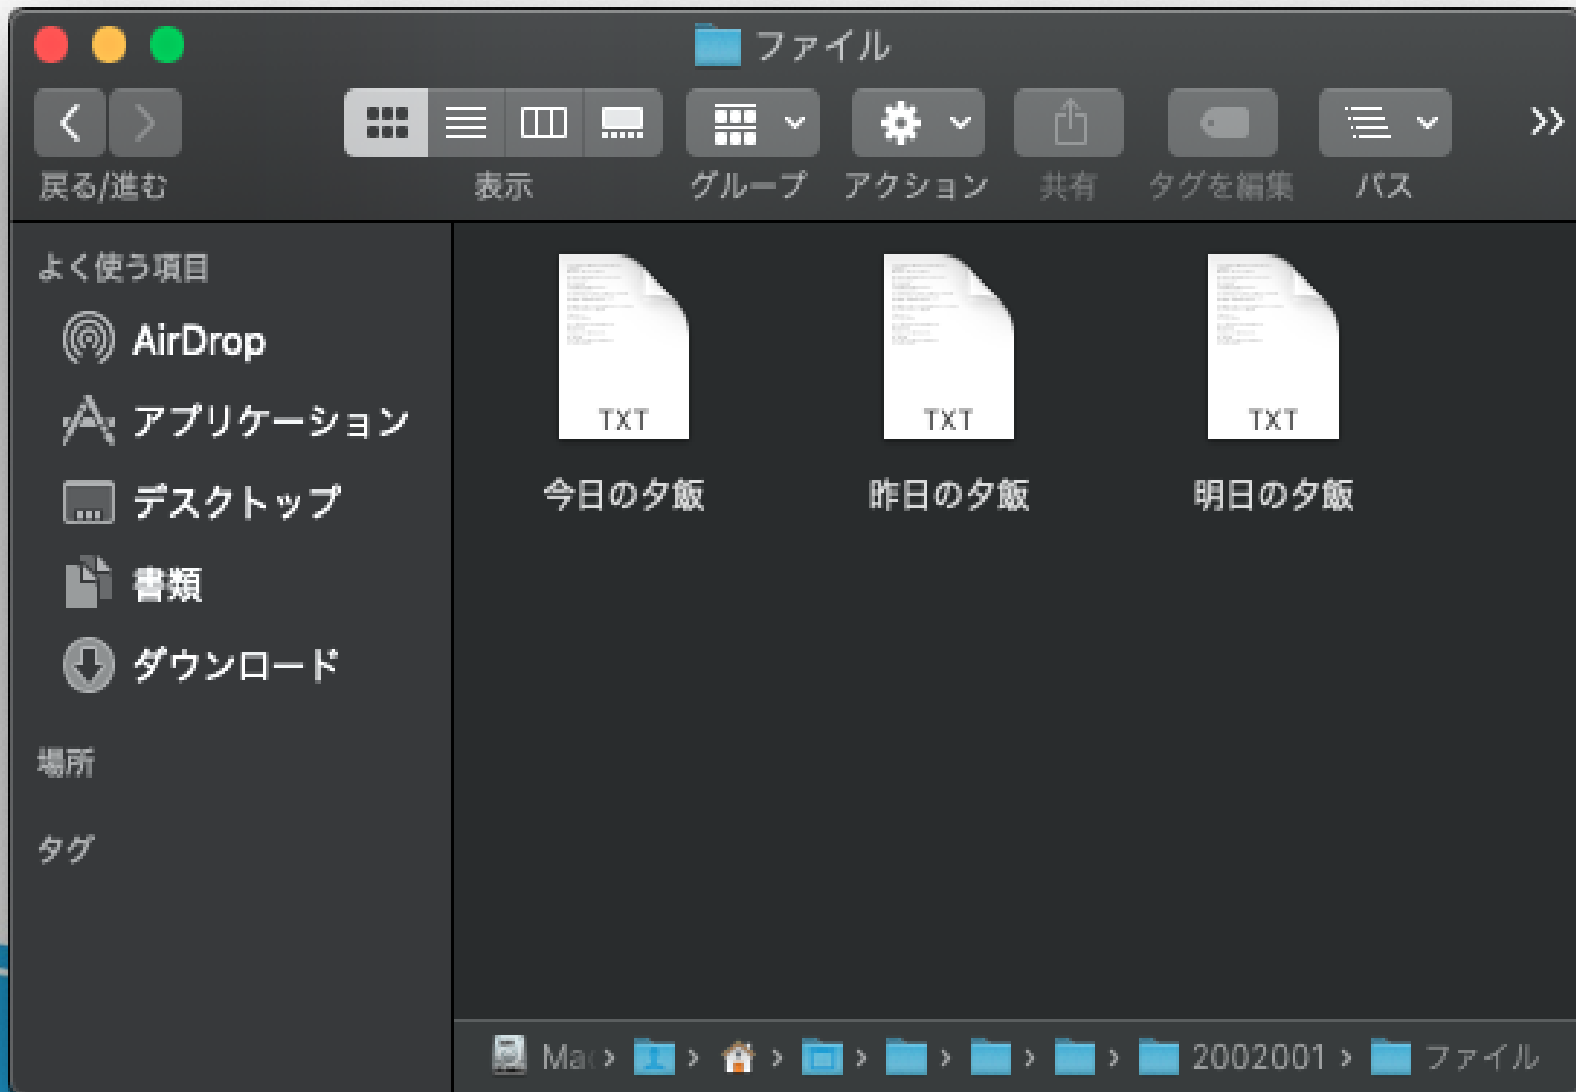 ファイル
戻る/進む
表示
グループ
アクション
共有
タグを編集
パス
よく使う項目
AirDrop
アプリケーション
デスクトップ
書類
ダウンロード
場所
タグ
TXT
TXT
TXT
今日の夕飯
昨日の夕飯
明日の夕飯
Mac
2002001
ファイル